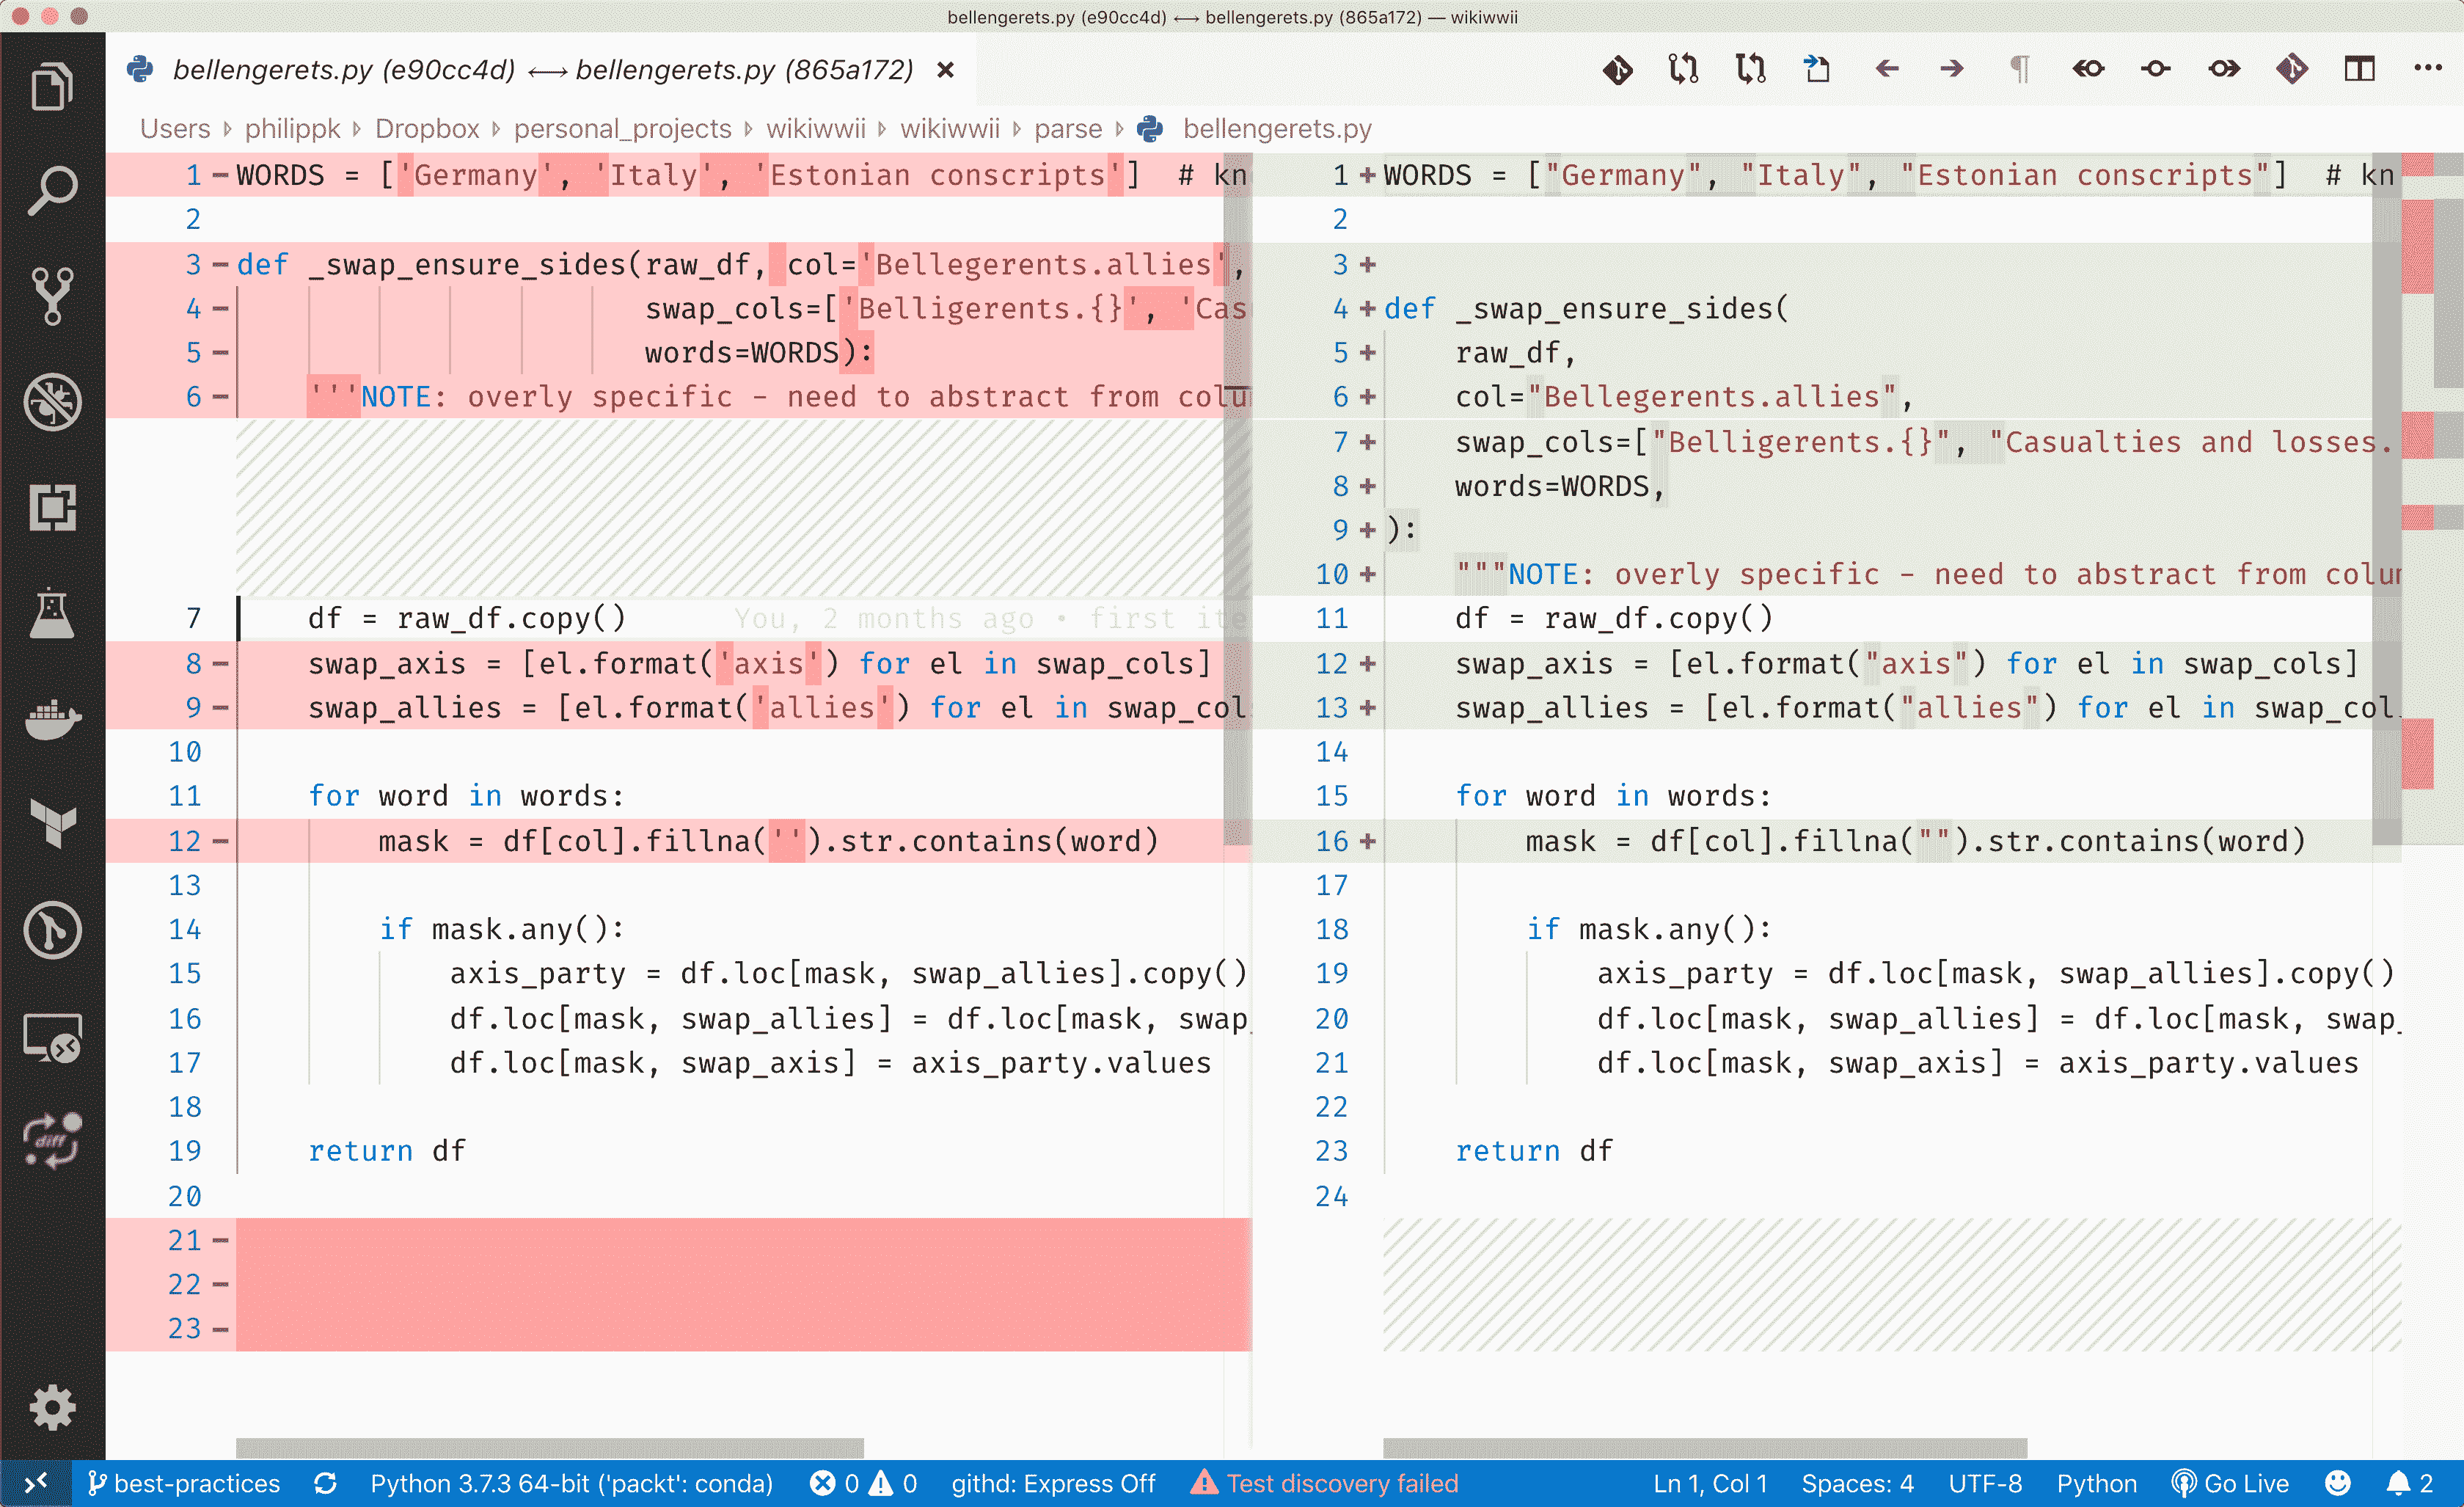 bellengerets.py (e90cc4d) ⟷ bellengerets.py (865a172) — wikiwwii
bellengerets.py (e90cc4d) ⟷ bellengerets.py (865a172)
Users philippk Dropbox personal_projects wikiwwii wikiwwii parse bellengerets.py
1 - WORDS = ['Germany', 'Italy', 'Estonian conscripts']  # kn
2
3 - def _swap_ensure_sides(raw_df, col='Bellegerents.allies',
4 - swap_cols=['Belligerents.{}', 'Cas
5 - words=WORDS):
6 - '''NOTE: overly specific - need to abstract from colu
7 df = raw_df.copy() You, 2 months ago • first ite
8 - swap_axis = [el.format('axis') for el in swap_cols]
9 - swap_allies = [el.format('allies') for el in swap_col
10
11 for word in words:
12 - mask = df[col].fillna('').str.contains(word)
13
14 if mask.any():
15 axis_party = df.loc[mask, swap_allies].copy()
16 df.loc[mask, swap_allies] = df.loc[mask, swap_
17 df.loc[mask, swap_axis] = axis_party.values
18
19 return df
20
21 -
22 -
23 -
1 + WORDS = ["Germany", "Italy", "Estonian conscripts"]  # kn
2
3 +
4 + def _swap_ensure_sides(
5 + raw_df,
6 + col="Bellegerents.allies",
7 + swap_cols=["Belligerents.{}", "Casualties and losses.
8 + words=WORDS,
9 + ):
10 + """NOTE: overly specific - need to abstract from colu
11 df = raw_df.copy()
12 + swap_axis = [el.format("axis") for el in swap_cols]
13 + swap_allies = [el.format("allies") for el in swap_col
14
15 for word in words:
16 + mask = df[col].fillna("").str.contains(word)
17
18 if mask.any():
19 axis_party = df.loc[mask, swap_allies].copy()
20 df.loc[mask, swap_allies] = df.loc[mask, swap_
21 df.loc[mask, swap_axis] = axis_party.values
22
23 return df
24
diff
best-practices Python 3.7.3 64-bit ('packt': conda) 0 0 githd: Express Off Test discovery failed Ln 1, Col 1 Spaces: 4 UTF-8 Python Go Live 2